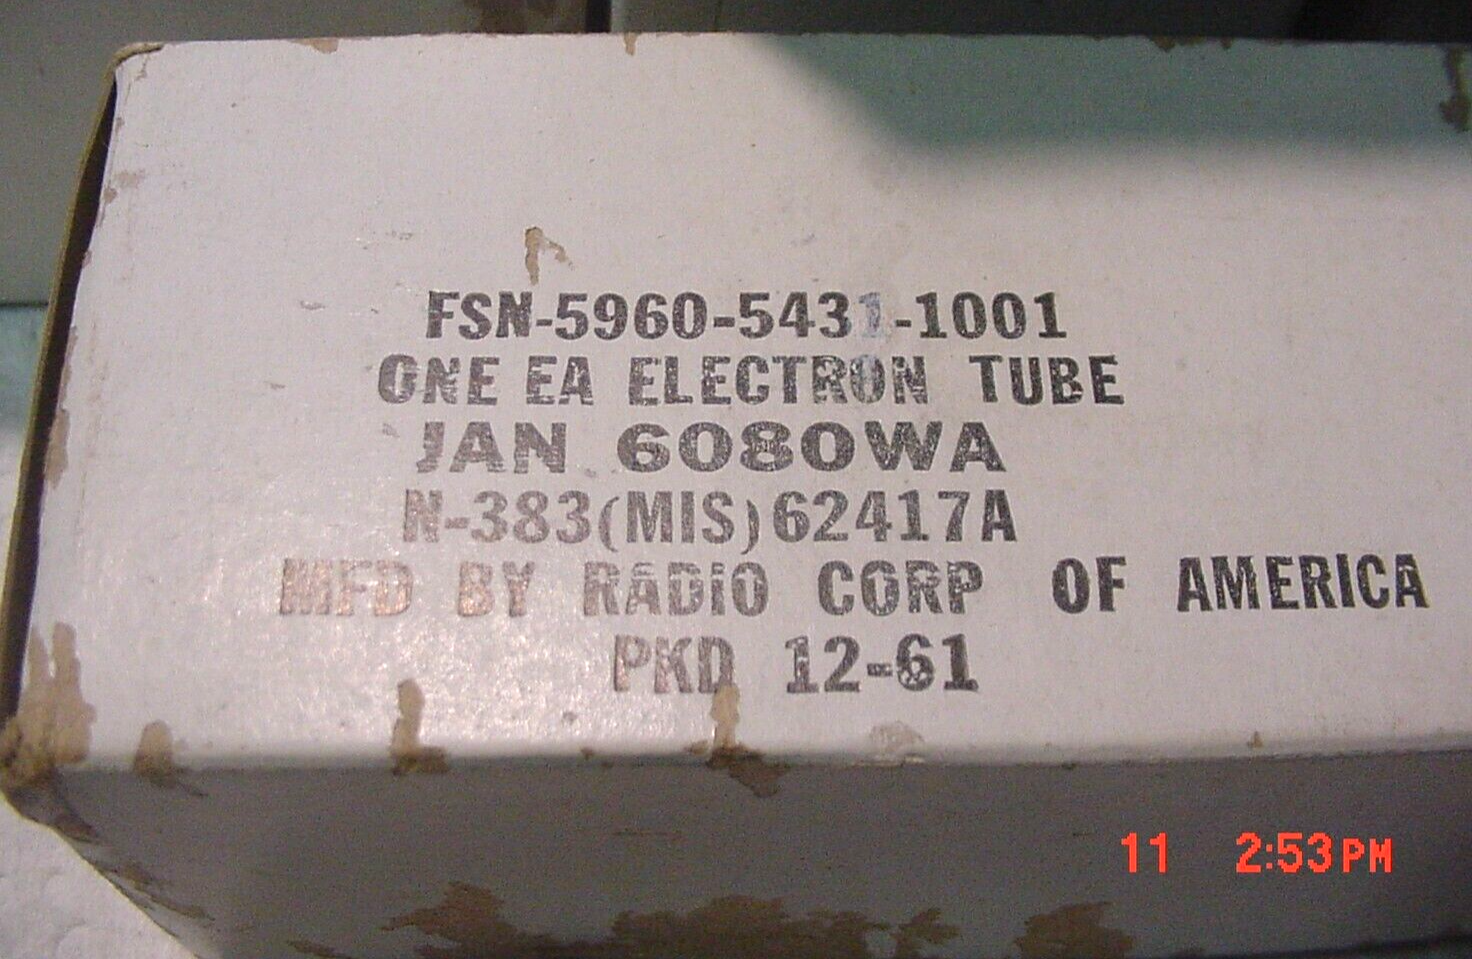 FSN-5960-5431-1001
ONE EA ELECTRON TUBE
JAN 6080WA
N-383(MIS)62417A
MFD BY RADiO CORP OF AMERICA
PKD 12-61
11 2:53PM